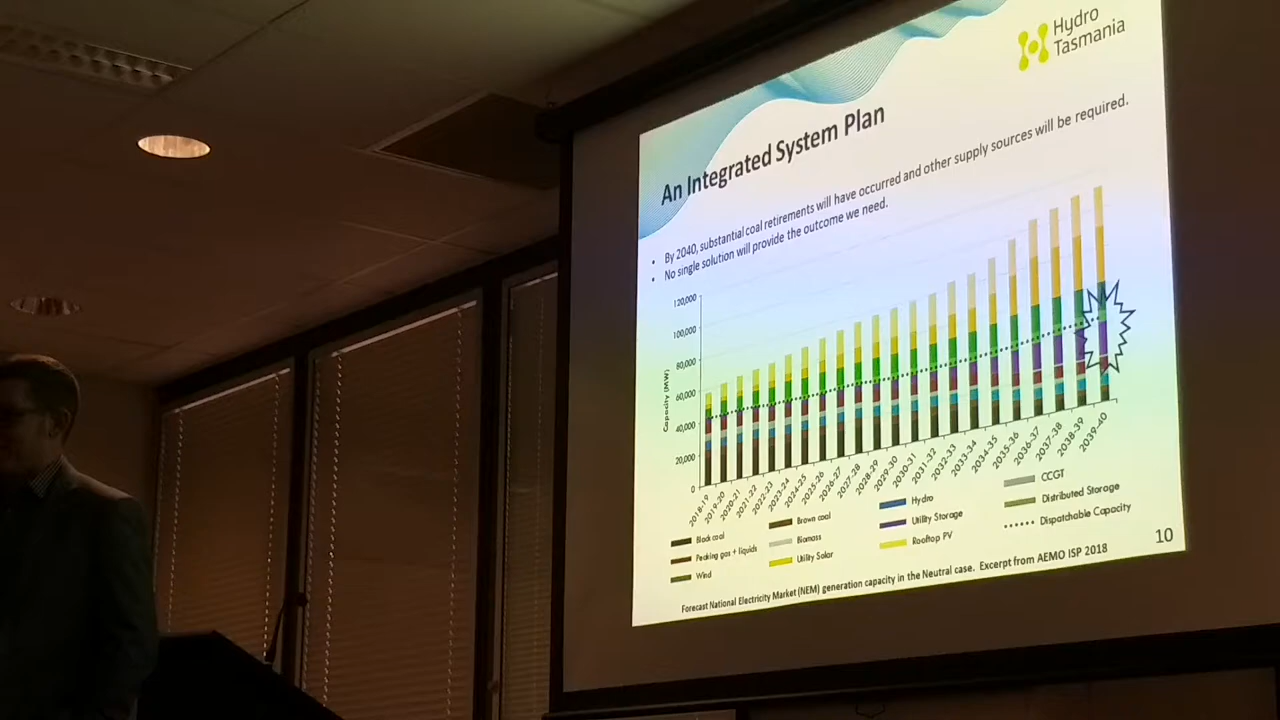 Hydro
Tasmania
An Integrated System Plan
• By 2040, substantial coal retirements will have occurred and other supply sources will be required.
• No single solution will provide the outcome we need.
Capacity (MW)
120,000
100,000
80,000
60,000
40,000
20,000
0
2018-19
2019-20
2020-21
2021-22
2022-23
2023-24
2024-25
2025-26
2026-27
2027-28
2028-29
2029-30
2030-31
2031-32
2032-33
2033-34
2034-35
2035-36
2036-37
2037-38
2038-39
2039-40
Black coal
Brown coal
Hydro
CCGT
Peaking gas + liquids
Biomass
Utility Storage
Distributed Storage
Wind
Utility Solar
Rooftop PV
Dispatchable Capacity
Forecast National Electricity Market (NEM) generation capacity in the Neutral case. Excerpt from AEMO ISP 2018
10